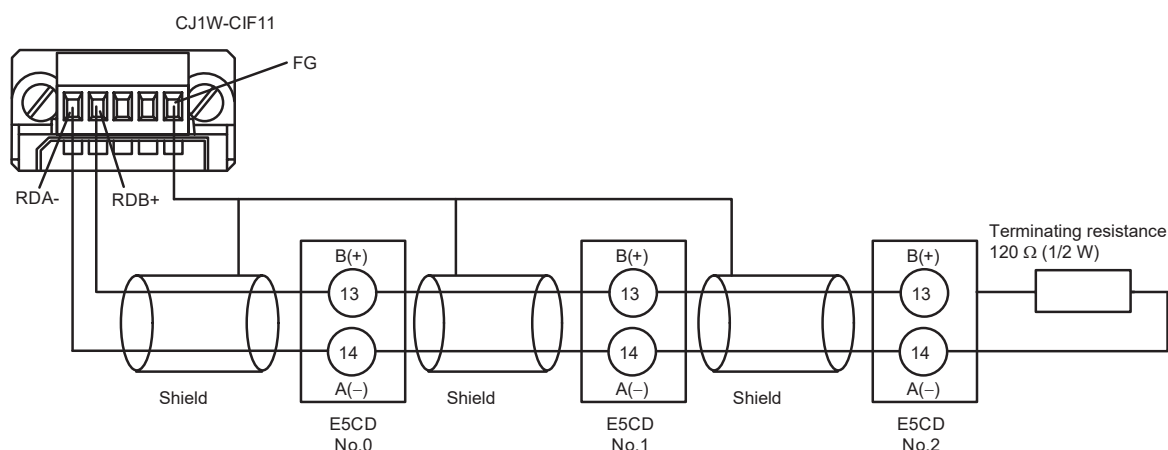 CJ1W-CIF11
FG
RDA-
RDB+
Terminating resistance
120 Ω (1/2 W)
B(+)
B(+)
B(+)
13
13
13
14
14
14
A(−)
A(−)
A(−)
Shield
Shield
Shield
E5CD
No.0
E5CD
No.1
E5CD
No.2